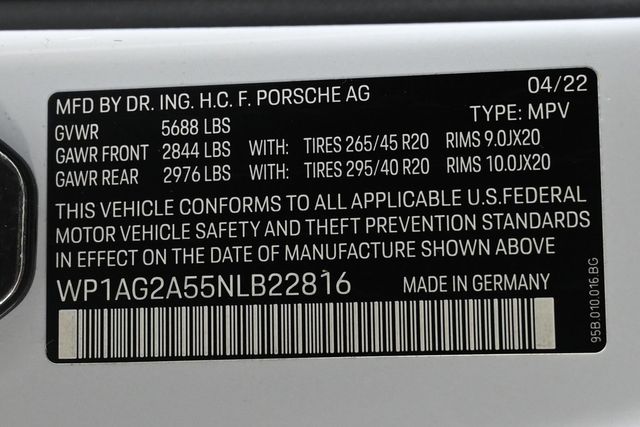 MFD BY DR. ING. H.C. F. PORSCHE AG 04/22
GVWR 5688 LBS TYPE: MPV
GAWR FRONT 2844 LBS WITH: TIRES 265/45 R20 RIMS 9.0JX20
GAWR REAR 2976 LBS WITH: TIRES 295/40 R20 RIMS 10.0JX20
THIS VEHICLE CONFORMS TO ALL APPLICABLE U.S.FEDERAL
MOTOR VEHICLE SAFETY AND THEFT PREVENTION STANDARDS
IN EFFECT ON THE DATE OF MANUFACTURE SHOWN ABOVE
WP1AG2A55NLB22816 MADE IN GERMANY
95B.010.016.BG